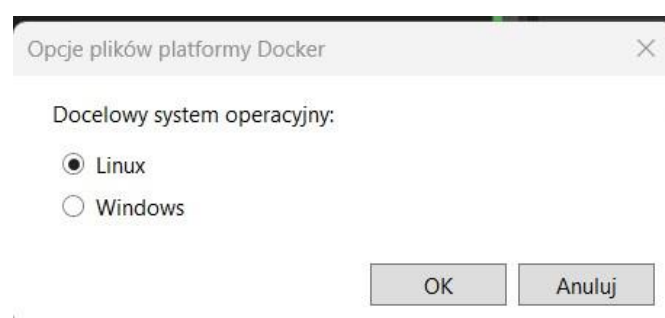 Opcje plików platformy Docker
Docelowy system operacyjny:
Linux
Windows
OK Anuluj